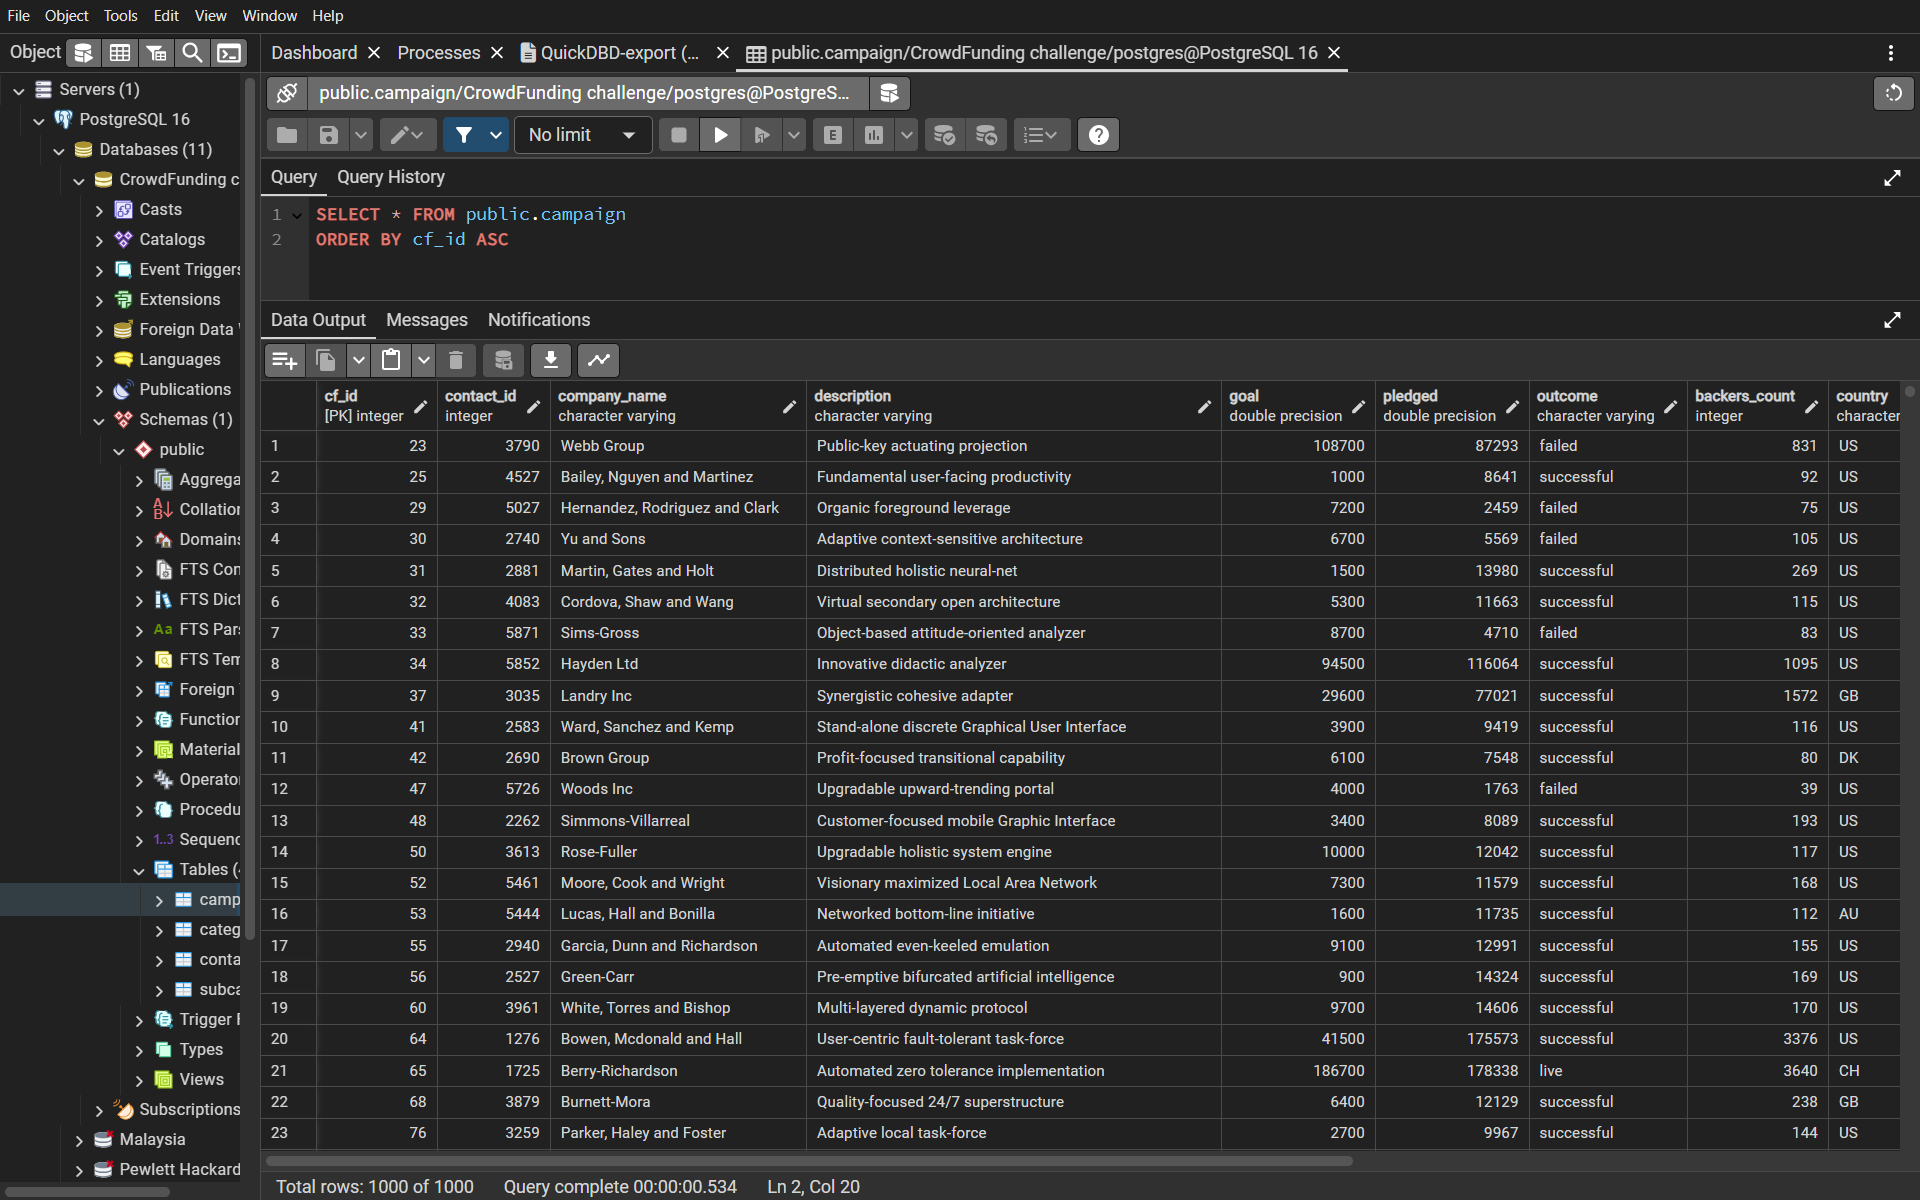 File Object Tools Edit View Window Help
Object
Dashboard Processes QuickDBD-export (... public.campaign/CrowdFunding challenge/postgres@PostgreSQL 16
Servers (1)
PostgreSQL 16
Databases (11)
CrowdFunding c
Casts
Catalogs
Event Triggers
Extensions
Foreign Data
Languages
Publications
Schemas (1)
public
Aggrega
Collation
Domains
FTS Con
FTS Dict
Aa FTS Par
FTS Tem
Foreign
Function
Material
Operator
Procedu
1..3 Sequenc
Tables (
camp
categ
conta
subca
Trigger F
Types
Views
Subscriptions
Malaysia
Pewlett Hackard
public.campaign/CrowdFunding challenge/postgres@PostgreS...
No limit
E
Query Query History
1 SELECT * FROM public.campaign
2 ORDER BY cf_id ASC
Data Output Messages Notifications
cf_id contact_id company_name description goal pledged outcome backers_count country
[PK] integer integer character varying character varying double precision double precision character varying integer character
1 23 3790 Webb Group Public-key actuating projection 108700 87293 failed 831 US
2 25 4527 Bailey, Nguyen and Martinez Fundamental user-facing productivity 1000 8641 successful 92 US
3 29 5027 Hernandez, Rodriguez and Clark Organic foreground leverage 7200 2459 failed 75 US
4 30 2740 Yu and Sons Adaptive context-sensitive architecture 6700 5569 failed 105 US
5 31 2881 Martin, Gates and Holt Distributed holistic neural-net 1500 13980 successful 269 US
6 32 4083 Cordova, Shaw and Wang Virtual secondary open architecture 5300 11663 successful 115 US
7 33 5871 Sims-Gross Object-based attitude-oriented analyzer 8700 4710 failed 83 US
8 34 5852 Hayden Ltd Innovative didactic analyzer 94500 116064 successful 1095 US
9 37 3035 Landry Inc Synergistic cohesive adapter 29600 77021 successful 1572 GB
10 41 2583 Ward, Sanchez and Kemp Stand-alone discrete Graphical User Interface 3900 9419 successful 116 US
11 42 2690 Brown Group Profit-focused transitional capability 6100 7548 successful 80 DK
12 47 5726 Woods Inc Upgradable upward-trending portal 4000 1763 failed 39 US
13 48 2262 Simmons-Villarreal Customer-focused mobile Graphic Interface 3400 8089 successful 193 US
14 50 3613 Rose-Fuller Upgradable holistic system engine 10000 12042 successful 117 US
15 52 5461 Moore, Cook and Wright Visionary maximized Local Area Network 7300 11579 successful 168 US
16 53 5444 Lucas, Hall and Bonilla Networked bottom-line initiative 1600 11735 successful 112 AU
17 55 2940 Garcia, Dunn and Richardson Automated even-keeled emulation 9100 12991 successful 155 US
18 56 2527 Green-Carr Pre-emptive bifurcated artificial intelligence 900 14324 successful 169 US
19 60 3961 White, Torres and Bishop Multi-layered dynamic protocol 9700 14606 successful 170 US
20 64 1276 Bowen, Mcdonald and Hall User-centric fault-tolerant task-force 41500 175573 successful 3376 US
21 65 1725 Berry-Richardson Automated zero tolerance implementation 186700 178338 live 3640 CH
22 68 3879 Burnett-Mora Quality-focused 24/7 superstructure 6400 12129 successful 238 GB
23 76 3259 Parker, Haley and Foster Adaptive local task-force 2700 9967 successful 144 US
Total rows: 1000 of 1000 Query complete 00:00:00.534 Ln 2, Col 20